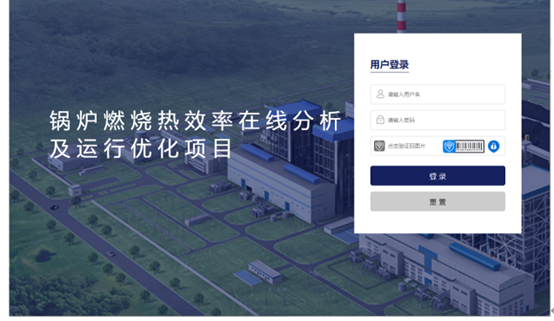 锅炉燃烧热效率在线分析
及运行优化项目
用户登录
请输入用户名
请输入密码
点击验证码图片
登 录
重 置